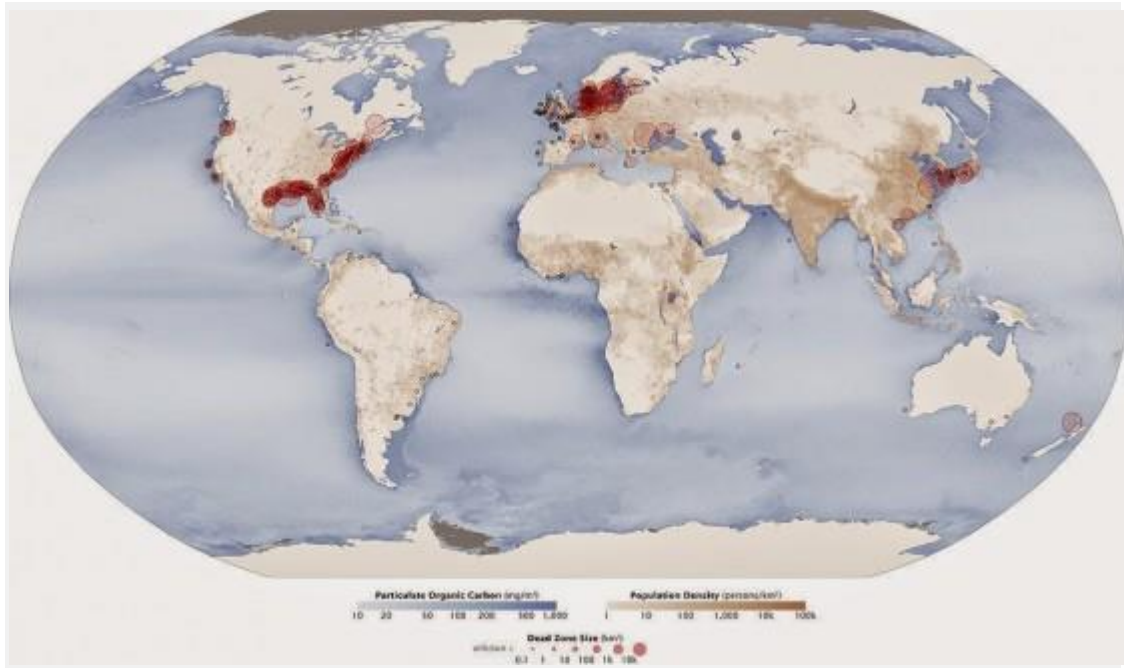 Particulate Organic Carbon (mg/m³)
10 20 50 100 200 500 1,000
Population Density (persons/km²)
1 10 100 1,000 10k 100k
Dead Zone Size (km²)
unknown
0.1 1 10 100 1k 10k